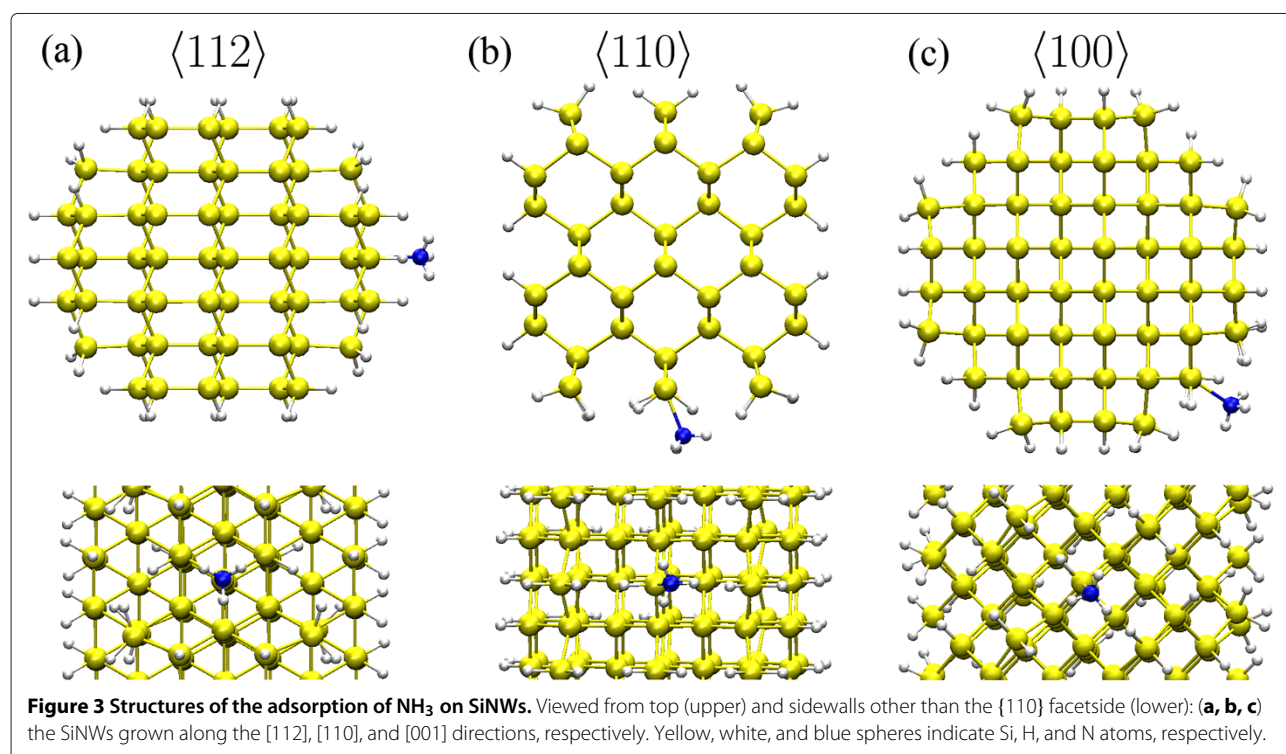 (a) ⟨112⟩ (b) ⟨110⟩ (c) ⟨100⟩
Figure 3 Structures of the adsorption of NH₃ on SiNWs. Viewed from top (upper) and sidewalls other than the {110} facetside (lower): (a, b, c)
the SiNWs grown along the [112], [110], and [001] directions, respectively. Yellow, white, and blue spheres indicate Si, H, and N atoms, respectively.